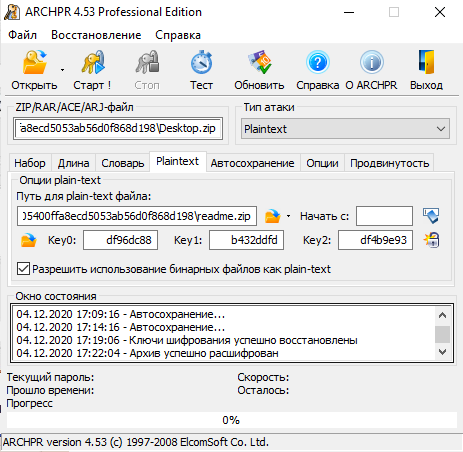 ARCHPR 4.53 Professional Edition
Файл Восстановление Справка
Открыть Старт ! Стоп Тест Обновить Справка О ARCHPR Выход
ZIP/RAR/ACE/ARJ-файл Тип атаки
'a8ecd5053ab56d0f868d198\Desktop.zip Plaintext
Набор Длина Словарь Plaintext Автосохранение Опции Продвинутость
Опции plain-text
Путь для plain-text файла:
05400ffa8ecd5053ab56d0f868d198\readme.zip Начать с:
Key0: df96dc88 Key1: b432ddfd Key2: df4b9e93
Разрешить использование бинарных файлов как plain-text
Окно состояния
04.12.2020 17:09:16 - Автосохранение...
04.12.2020 17:14:16 - Автосохранение...
04.12.2020 17:19:06 - Ключи шифрования успешно восстановлены
04.12.2020 17:22:04 - Архив успешно расшифрован
Текущий пароль: Скорость:
Прошло времени: Осталось:
Прогресс
0%
ARCHPR version 4.53 (c) 1997-2008 ElcomSoft Co. Ltd.